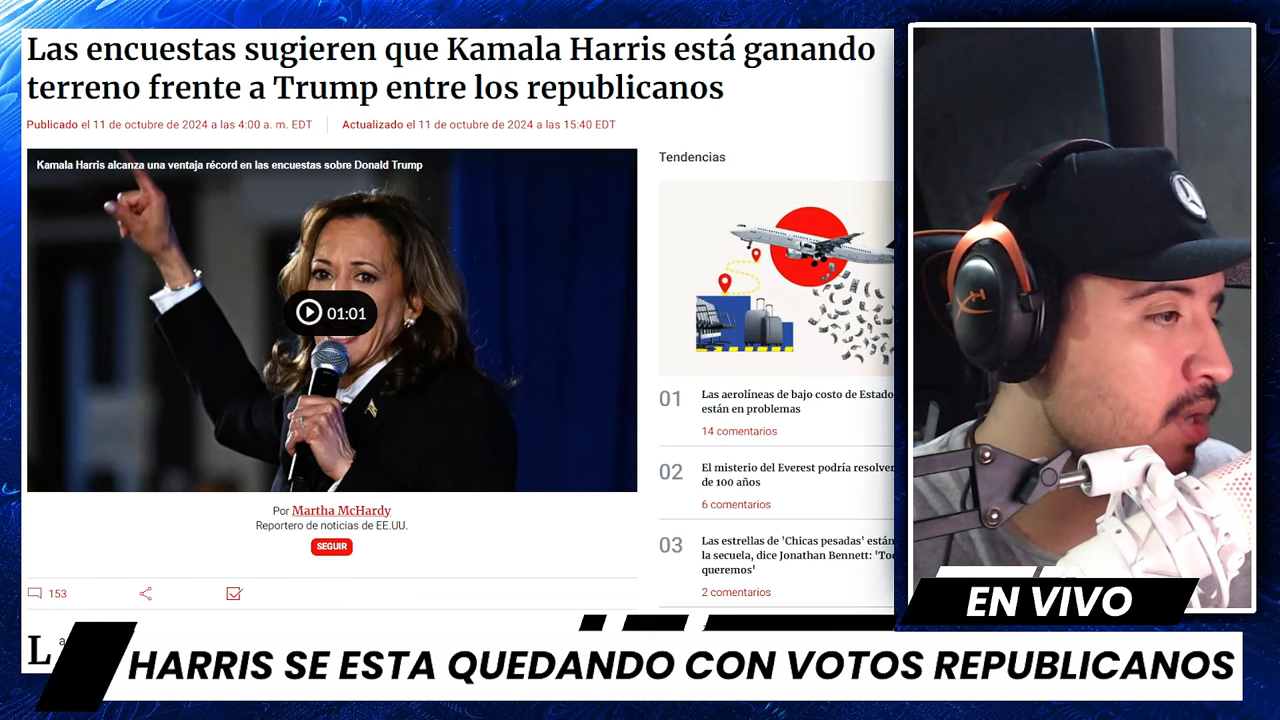 Las encuestas sugieren que Kamala Harris está ganando
terreno frente a Trump entre los republicanos
Publicado el 11 de octubre de 2024 a las 4:00 a. m. EDT
Actualizado el 11 de octubre de 2024 a las 15:40 EDT
Kamala Harris alcanza una ventaja récord en las encuestas sobre Donald Trump
01:01
Por Martha McHardy
Reportero de noticias de EE.UU.
SEGUIR
153
Tendencias
01
Las aerolíneas de bajo costo de Estado
están en problemas
14 comentarios
02
El misterio del Everest podría resolver
de 100 años
6 comentarios
03
Las estrellas de 'Chicas pesadas' están
la secuela, dice Jonathan Bennett: 'To
queremos'
2 comentarios
L
EN VIVO
HARRIS SE ESTA QUEDANDO CON VOTOS REPUBLICANOS